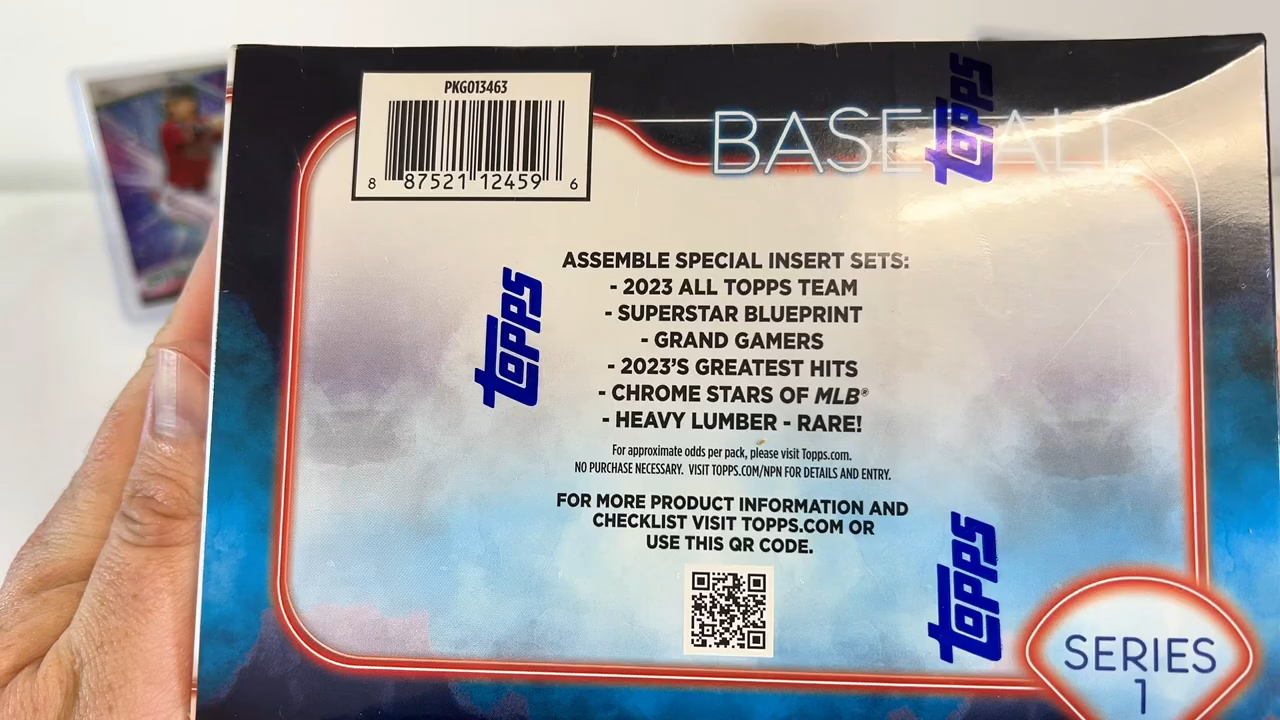 PKG013463
8 87521 12459 6
BASEBALL
topps
ASSEMBLE SPECIAL INSERT SETS:
- 2023 ALL TOPPS TEAM
- SUPERSTAR BLUEPRINT
- GRAND GAMERS
- 2023'S GREATEST HITS
- CHROME STARS OF MLB®
- HEAVY LUMBER - RARE!
topps
For approximate odds per pack, please visit Topps.com.
NO PURCHASE NECESSARY. VISIT TOPPS.COM/NPN FOR DETAILS AND ENTRY.
FOR MORE PRODUCT INFORMATION AND
CHECKLIST VISIT TOPPS.COM OR
USE THIS QR CODE.
topps
SERIES
1